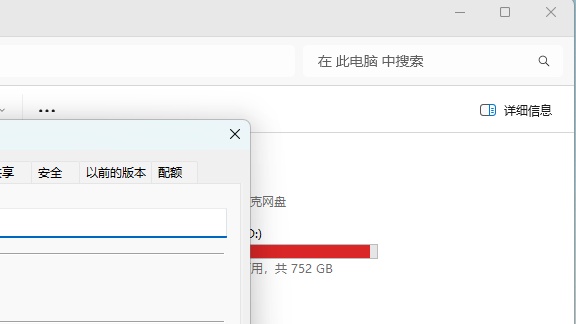 在 此电脑 中搜索
详细信息
享 安全 以前的版本 配额
壳网盘
D:)
用，共 752 GB